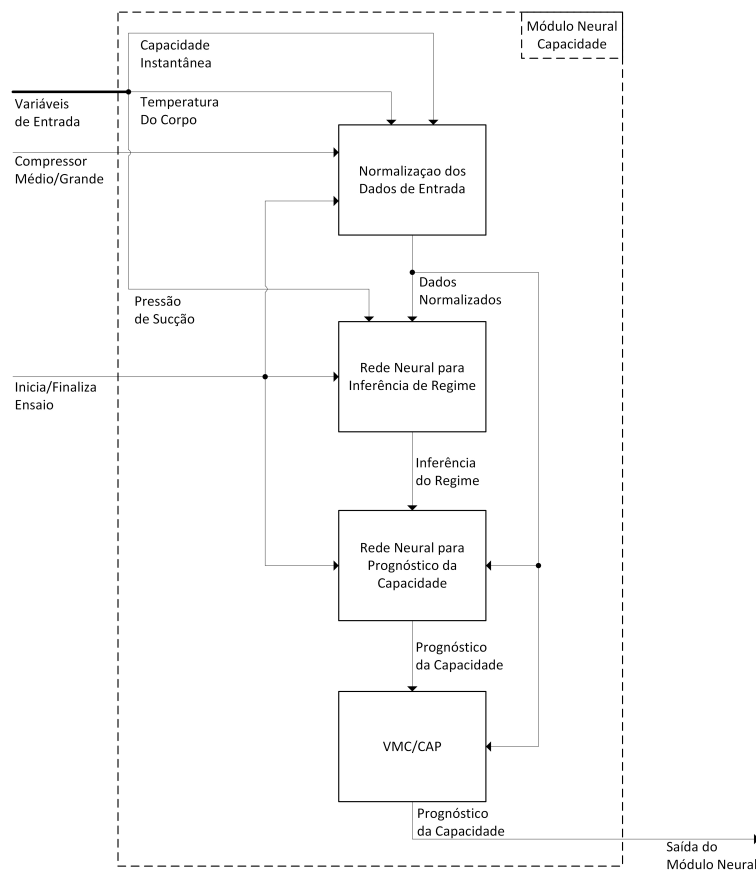 Módulo Neural
Capacidade
Capacidade
Instantânea
Variáveis
de Entrada
Temperatura
Do Corpo
Compressor
Médio/Grande
Normalizaçao dos
Dados de Entrada
Pressão
de Sucção
Dados
Normalizados
Inicia/Finaliza
Ensaio
Rede Neural para
Inferência de Regime
Inferência
do Regime
Rede Neural para
Prognóstico da
Capacidade
Prognóstico
da Capacidade
VMC/CAP
Prognóstico
da Capacidade
Saída do
Módulo Neural